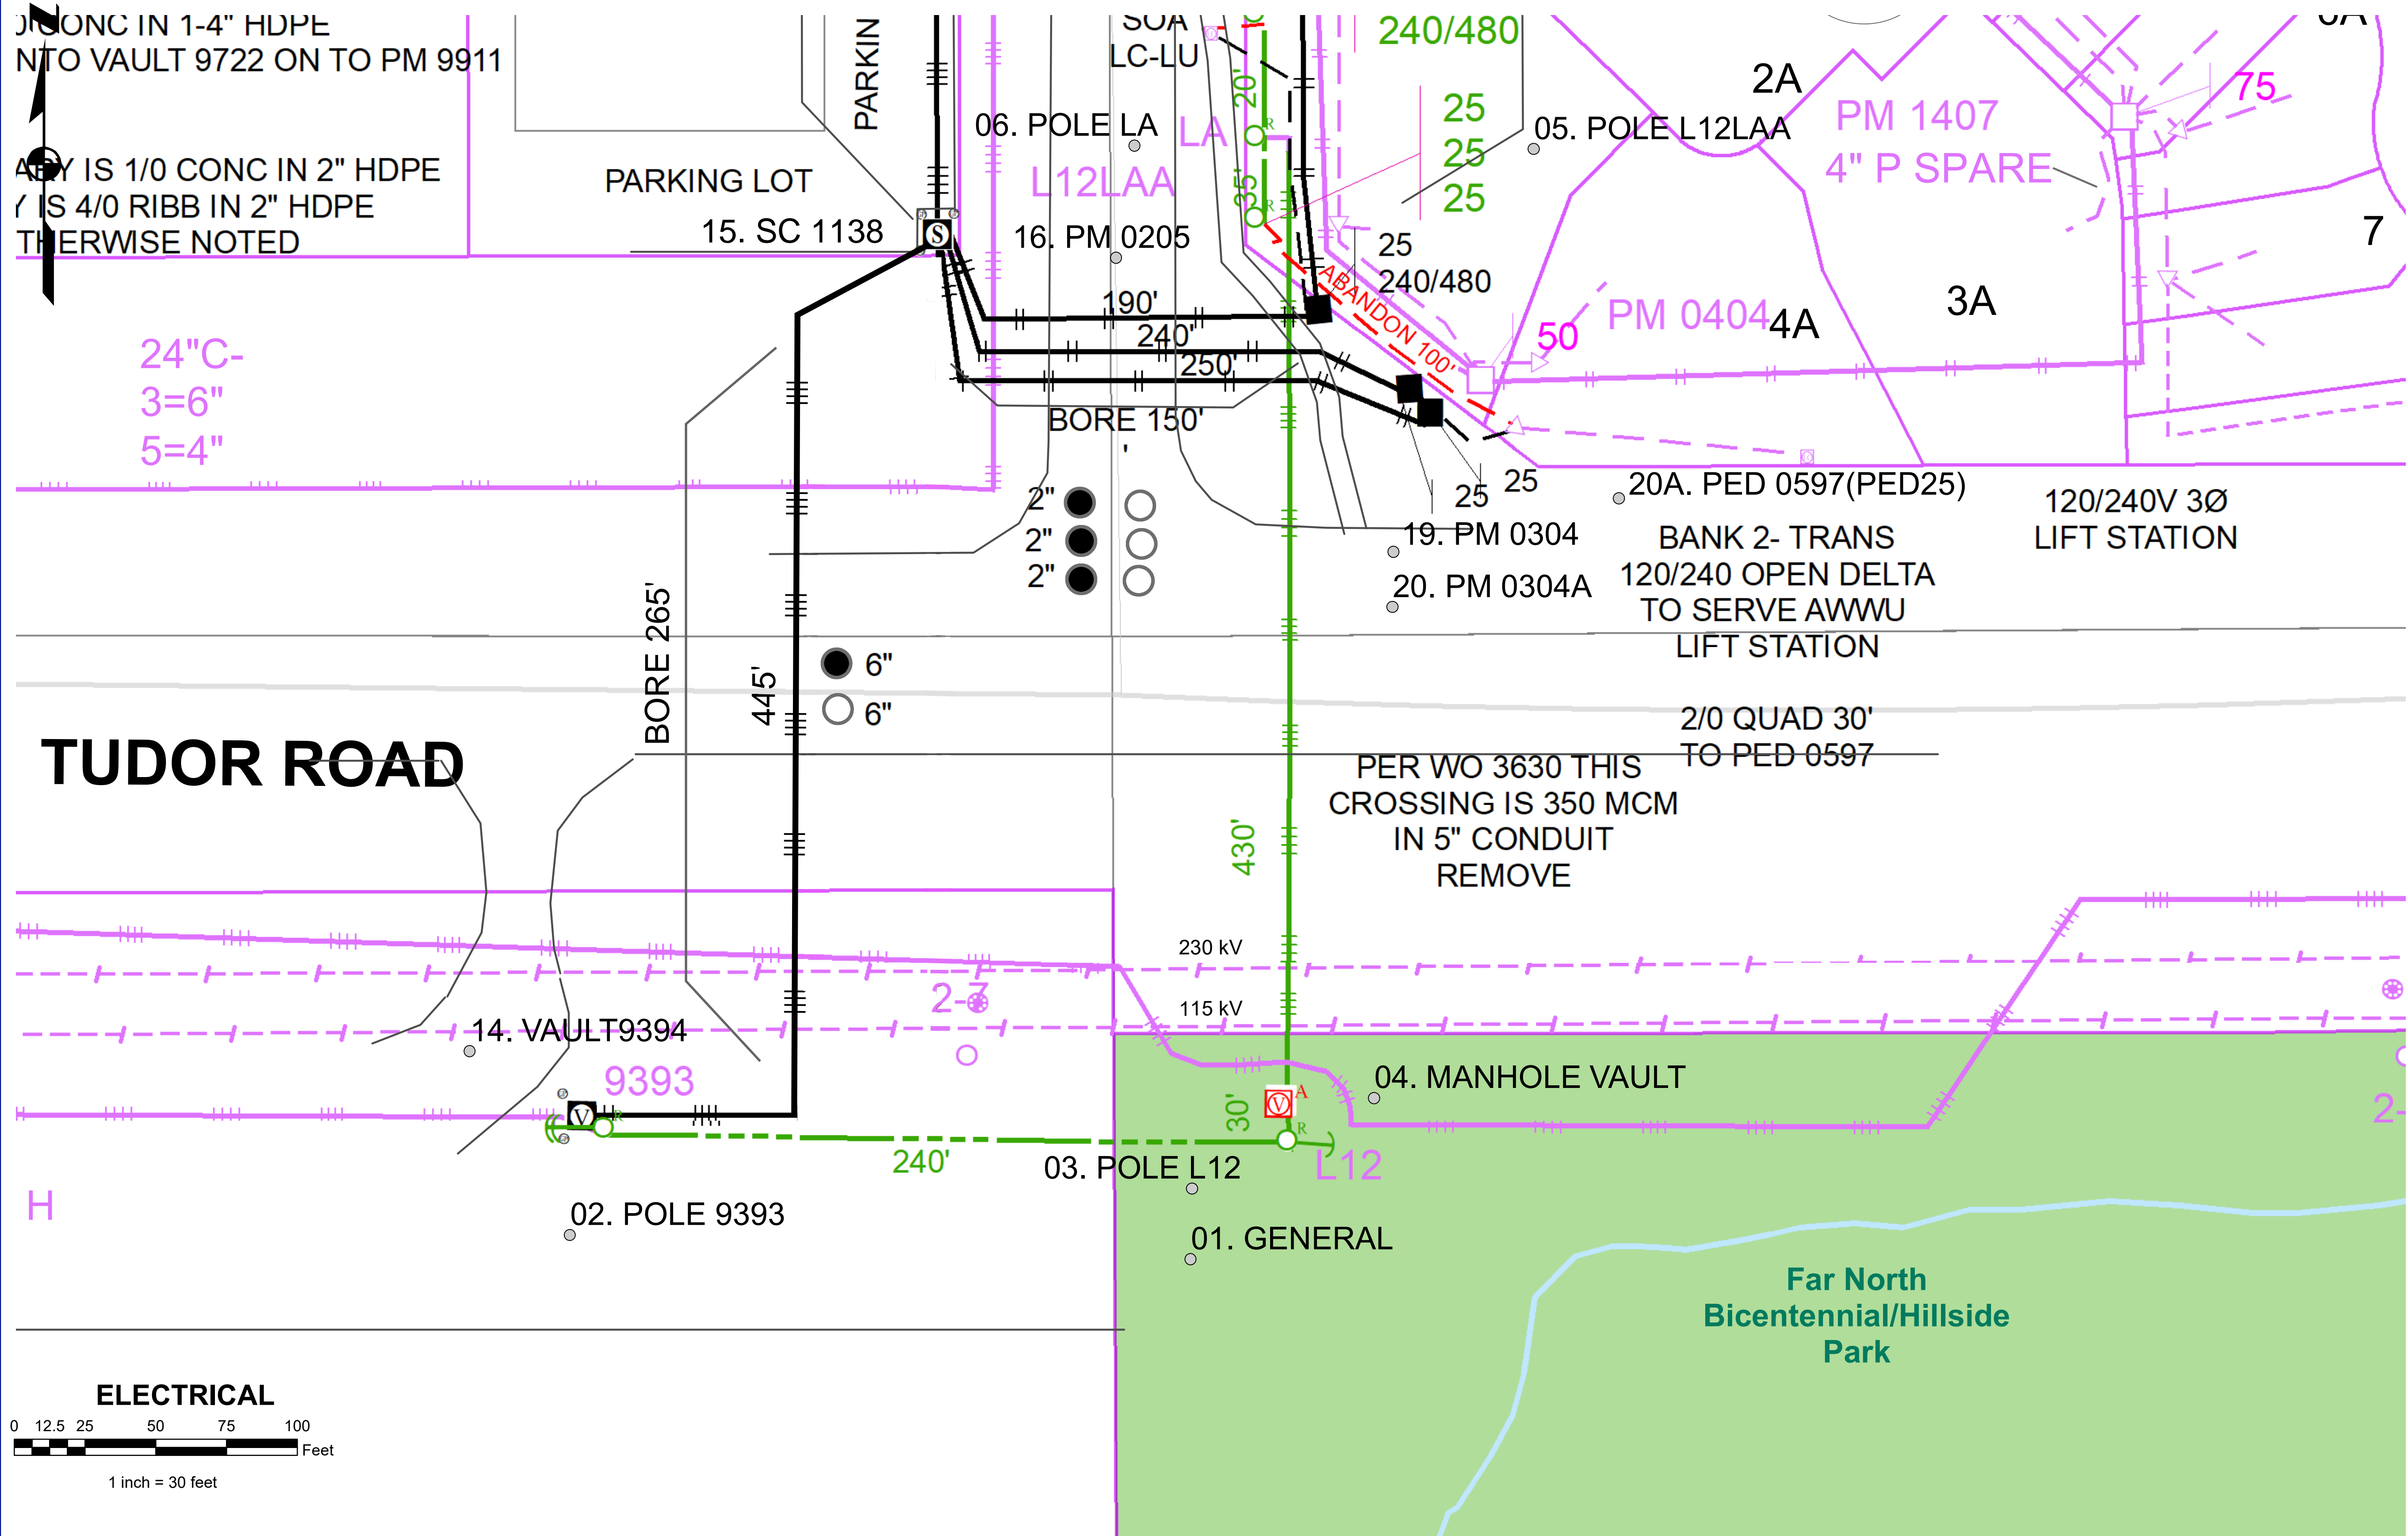 CONC IN 1-4" HDPE
NTO VAULT 9722 ON TO PM 9911
ARY IS 1/0 CONC IN 2" HDPE
Y IS 4/0 RIBB IN 2" HDPE
THERWISE NOTED
PARKING LOT
PARKIN
15. SC 1138
S
SOA
LC-LU
06. POLE LA
LA
L12LAA
16. PM 0205
20'
35'
R
R
240/480
25
25
25
25
240/480
05. POLE L12LAA
2A
PM 1407
4" P SPARE
75
7
3A
4A
PM 0404
50
ABANDON 100'
190'
240'
250'
BORE 150'
'
24"C-
3=6"
5=4"
2"
2"
2"
25
25
19. PM 0304
20. PM 0304A
20A. PED 0597(PED25)
BANK 2- TRANS
120/240 OPEN DELTA
TO SERVE AWWU
LIFT STATION
120/240V 3Ø
LIFT STATION
2/0 QUAD 30'
TO PED 0597
BORE 265'
445'
6"
6"
TUDOR ROAD
PER WO 3630 THIS
CROSSING IS 350 MCM
IN 5" CONDUIT
REMOVE
430'
230 kV
115 kV
2-7
14. VAULT9394
9393
V
R
240'
30'
V
A
R
04. MANHOLE VAULT
03. POLE L12
L12
2-
H
02. POLE 9393
01. GENERAL
Far North
Bicentennial/Hillside
Park
ELECTRICAL
0 12.5 25 50 75 100
Feet
1 inch = 30 feet